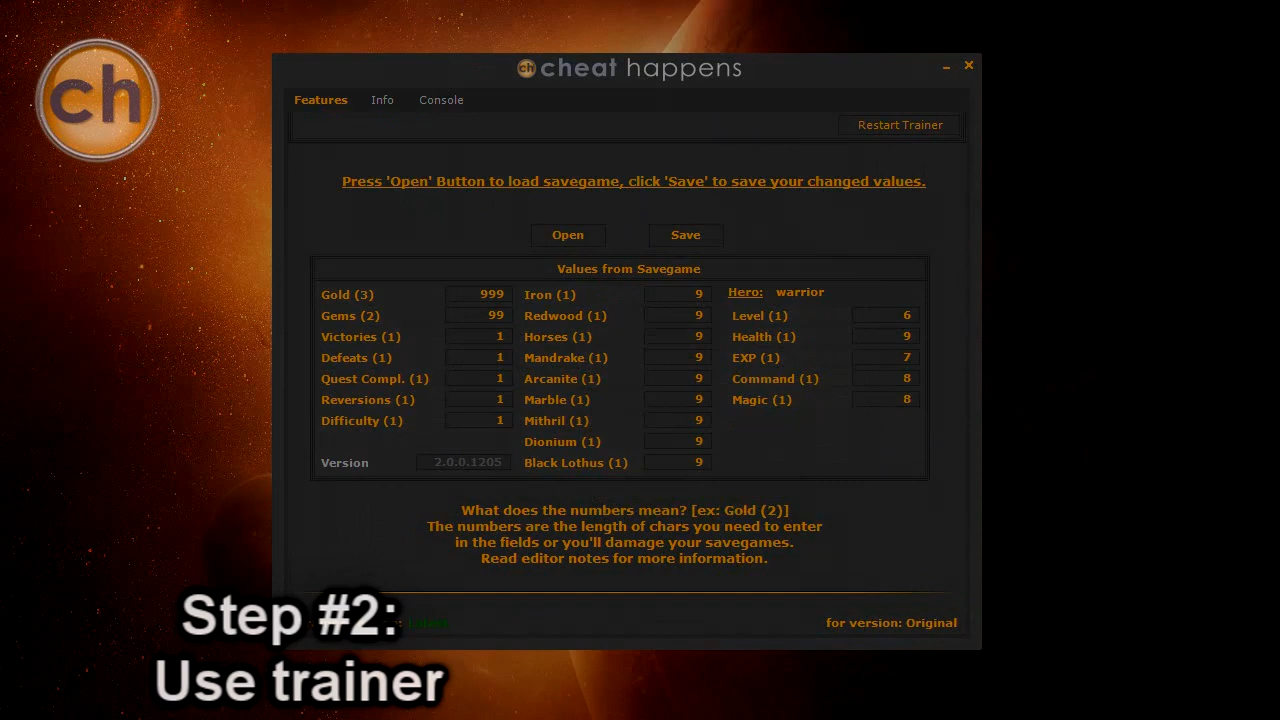 ch
ch cheat happens
Features Info Console
Restart Trainer
Press 'Open' Button to load savegame, click 'Save' to save your changed values.
Open Save
Values from Savegame
Gold (3) 999 Iron (1) 9 Hero: warrior
Gems (2) 99 Redwood (1) 9 Level (1) 6
Victories (1) 1 Horses (1) 9 Health (1) 9
Defeats (1) 1 Mandrake (1) 9 EXP (1) 7
Quest Compl. (1) 1 Arcanite (1) 9 Command (1) 8
Reversions (1) 1 Marble (1) 9 Magic (1) 8
Difficulty (1) 1 Mithril (1) 9
Dionium (1) 9
Version 2.0.0.1205 Black Lothus (1) 9
What does the numbers mean? [ex: Gold (2)]
The numbers are the length of chars you need to enter
in the fields or you'll damage your savegames.
Read editor notes for more information.
for version: Original
Step #2:
Use trainer